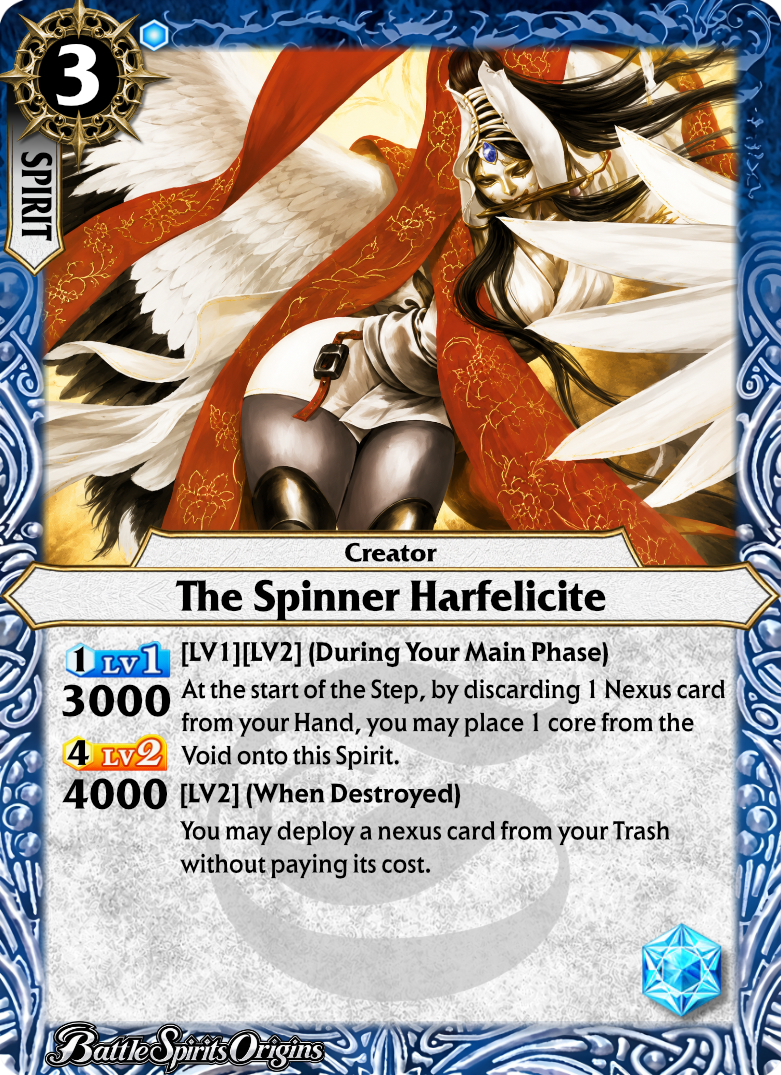 3
SPIRIT
Creator
The Spinner Harfelicite
1 LV1
3000
4 LV2
4000
[LV1][LV2] (During Your Main Phase)
At the start of the Step, by discarding 1 Nexus card
from your Hand, you may place 1 core from the
Void onto this Spirit.
[LV2] (When Destroyed)
You may deploy a nexus card from your Trash
without paying its cost.
Battle Spirits Origins